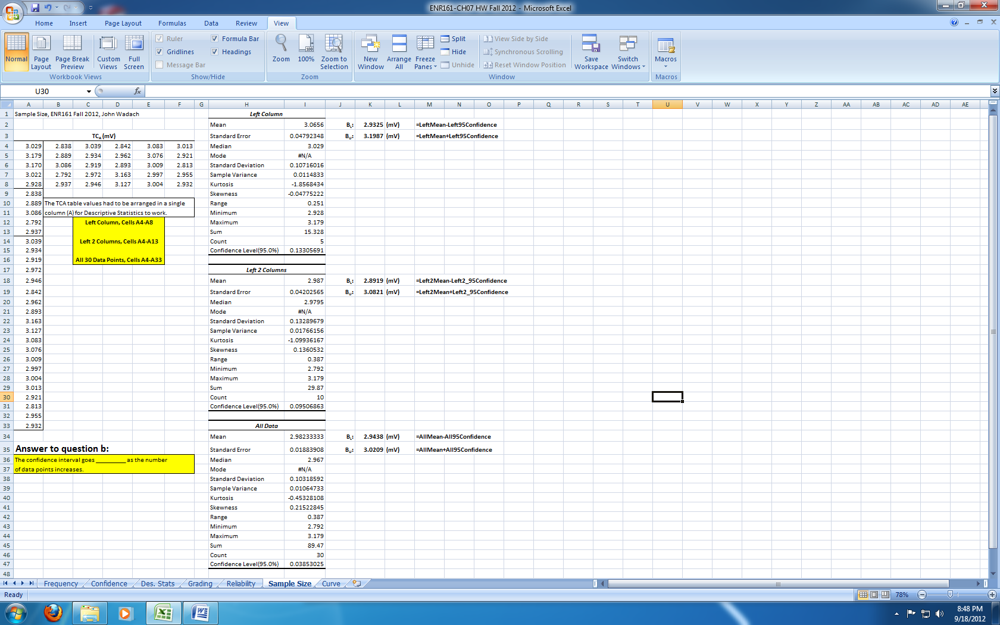 ENR161-CH07 HW Fall 2012 - Microsoft Excel
Home Insert Page Layout Formulas Data Review View
Ruler Formula Bar Split View Side by Side
Gridlines Headings Hide Synchronous Scrolling
Message Bar Unhide Reset Window Position
Normal Page Layout Page Break Preview Custom Views Full Screen Zoom 100% Zoom to Selection New Window Arrange All Freeze Panes Save Workspace Switch Windows Macros
Workbook Views Show/Hide Zoom Window Macros
U30 fx
A B C D E F G H I J K L M N O P Q R S T U V W X Y Z AA AB AC AD AE
1 Sample Size, ENR161 Fall 2012, John Wadach Left Column
2 Mean 3.0656 BL: 2.9325 (mV) =LeftMean-Left95Confidence
3 TCA (mV) Standard Error 0.04792348 BU: 3.1987 (mV) =LeftMean+Left95Confidence
4 3.029 2.838 3.039 2.842 3.083 3.013 Median 3.029
5 3.179 2.889 2.934 2.962 3.076 2.921 Mode #N/A
6 3.170 3.086 2.919 2.893 3.009 2.813 Standard Deviation 0.10716016
7 3.022 2.792 2.972 3.163 2.997 2.955 Sample Variance 0.0114833
8 2.928 2.937 2.946 3.127 3.004 2.932 Kurtosis -1.8568434
9 2.838 Skewness -0.04775222
10 2.889 The TCA table values had to be arranged in a single Range 0.251
11 3.086 column (A) for Descriptive Statistics to work. Minimum 2.928
12 2.792 Left Column, Cells A4-A8 Maximum 3.179
13 2.937 Sum 15.328
14 3.039 Left 2 Columns, Cells A4-A13 Count 5
15 2.934 Confidence Level(95.0%) 0.13305691
16 2.919 All 30 Data Points, Cells A4-A33
17 2.972 Left 2 Columns
18 2.946 Mean 2.987 BL: 2.8919 (mV) =Left2Mean-Left2_95Confidence
19 2.842 Standard Error 0.04202565 BU: 3.0821 (mV) =Left2Mean+Left2_95Confidence
20 2.962 Median 2.9795
21 2.893 Mode #N/A
22 3.163 Standard Deviation 0.13289679
23 3.127 Sample Variance 0.01766156
24 3.083 Kurtosis -1.09936167
25 3.076 Skewness 0.1360532
26 3.009 Range 0.387
27 2.997 Minimum 2.792
28 3.004 Maximum 3.179
29 3.013 Sum 29.87
30 2.921 Count 10
31 2.813 Confidence Level(95.0%) 0.09506863
32 2.955
33 2.932 All Data
34 Mean 2.98233333 BL: 2.9438 (mV) =AllMean-All95Confidence
35 Answer to question b: Standard Error 0.01883908 BU: 3.0209 (mV) =AllMean+All95Confidence
36 The confidence interval goes __________ as the number Median 2.967
37 of data points increases. Mode #N/A
38 Standard Deviation 0.10318592
39 Sample Variance 0.01064733
40 Kurtosis -0.45328108
41 Skewness 0.21522845
42 Range 0.387
43 Minimum 2.792
44 Maximum 3.179
45 Sum 89.47
46 Count 30
47 Confidence Level(95.0%) 0.03853025
48
Frequency Confidence Des. Stats Grading Reliability Sample Size Curve
Ready 78%
8:48 PM
9/18/2012